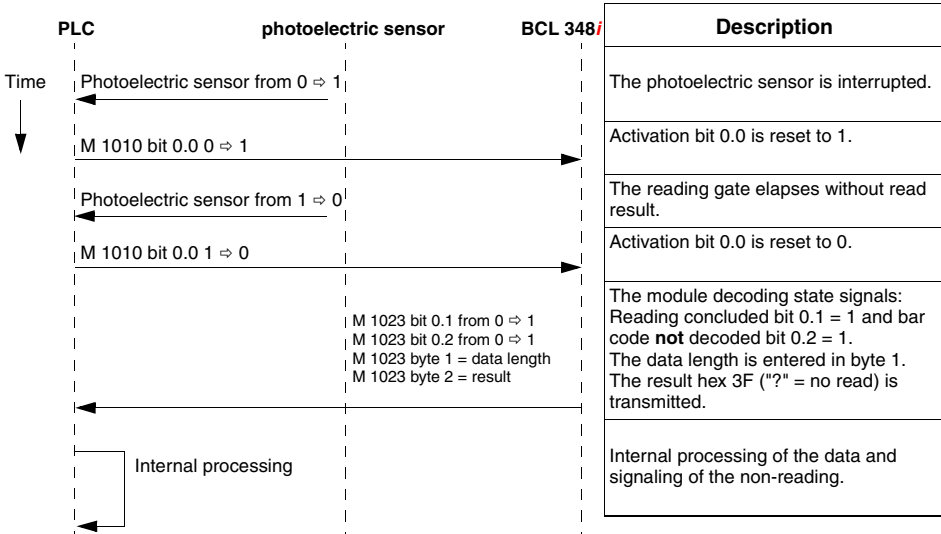 PLC photoelectric sensor BCL 348i Description
Time
Photoelectric sensor from 0 ⇨ 1
The photoelectric sensor is interrupted.
M 1010 bit 0.0 0 ⇨ 1
Activation bit 0.0 is reset to 1.
Photoelectric sensor from 1 ⇨ 0
The reading gate elapses without read
result.
M 1010 bit 0.0 1 ⇨ 0
Activation bit 0.0 is reset to 0.
M 1023 bit 0.1 from 0 ⇨ 1
M 1023 bit 0.2 from 0 ⇨ 1
M 1023 byte 1 = data length
M 1023 byte 2 = result
The module decoding state signals:
Reading concluded bit 0.1 = 1 and bar
code not decoded bit 0.2 = 1.
The data length is entered in byte 1.
The result hex 3F ("?" = no read) is
transmitted.
Internal processing
Internal processing of the data and
signaling of the non-reading.